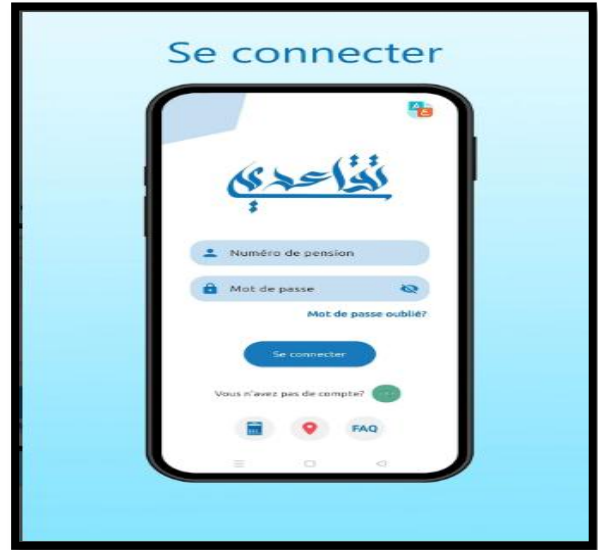 Se connecter
تقاعدي
Numéro de pension
Mot de passe
Mot de passe oublié?
Se connecter
Vous n'avez pas de compte?
FAQ